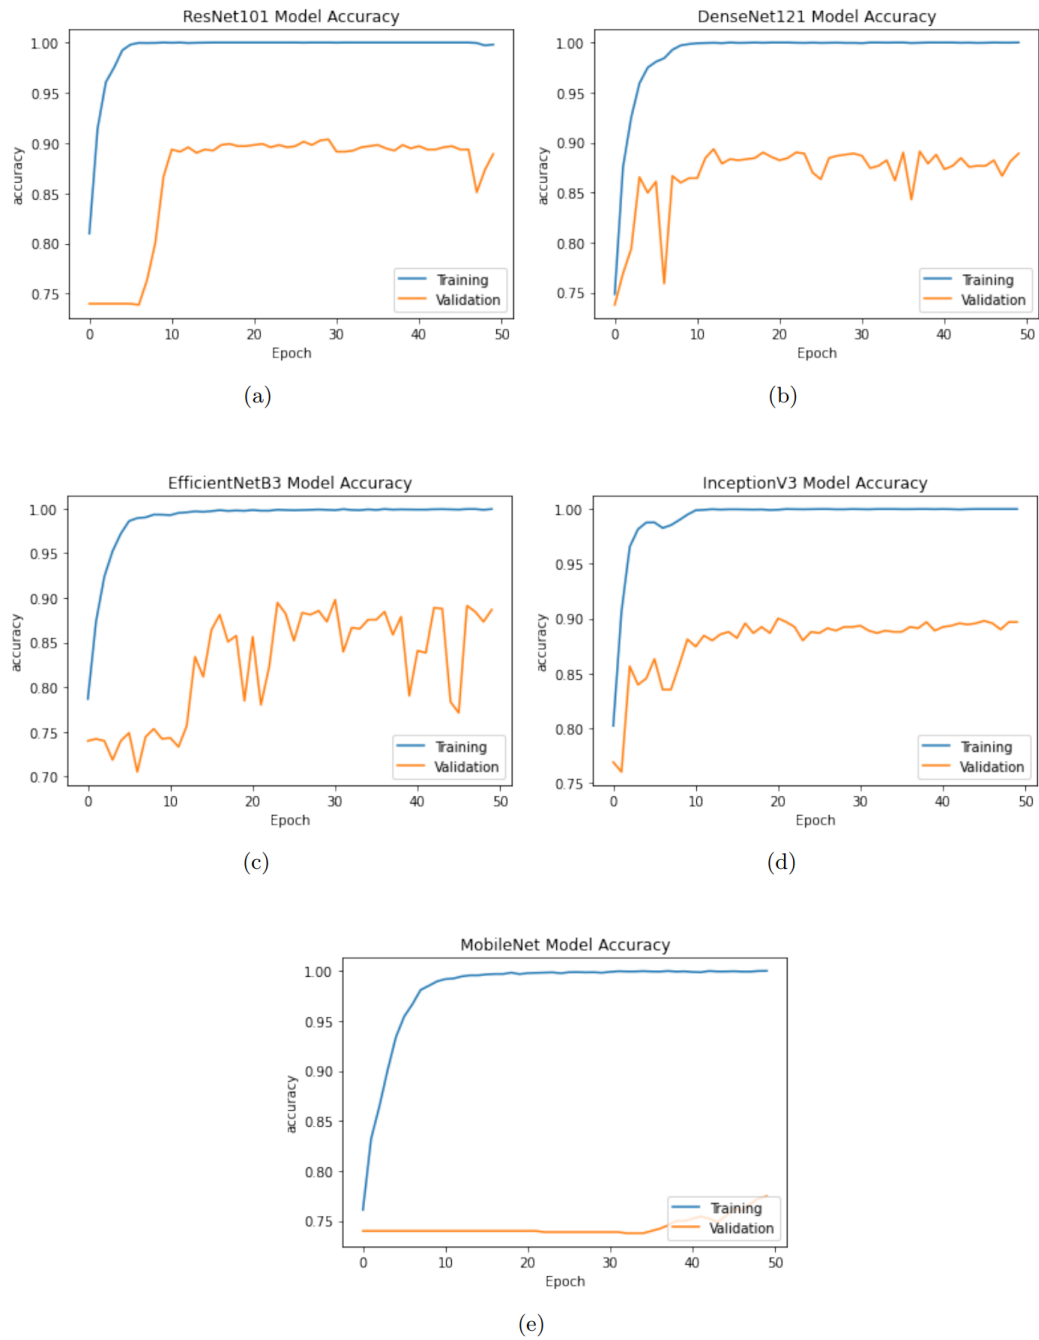 ResNet101 Model Accuracy
1.00
0.95
0.90
0.85
0.80
0.75
accuracy
Training
Validation
0 10 20 30 40 50
Epoch
(a)
DenseNet121 Model Accuracy
1.00
0.95
0.90
0.85
0.80
0.75
accuracy
Training
Validation
0 10 20 30 40 50
Epoch
(b)
EfficientNetB3 Model Accuracy
1.00
0.95
0.90
0.85
0.80
0.75
0.70
accuracy
Training
Validation
0 10 20 30 40 50
Epoch
(c)
InceptionV3 Model Accuracy
1.00
0.95
0.90
0.85
0.80
0.75
accuracy
Training
Validation
0 10 20 30 40 50
Epoch
(d)
MobileNet Model Accuracy
1.00
0.95
0.90
0.85
0.80
0.75
accuracy
Training
Validation
0 10 20 30 40 50
Epoch
(e)